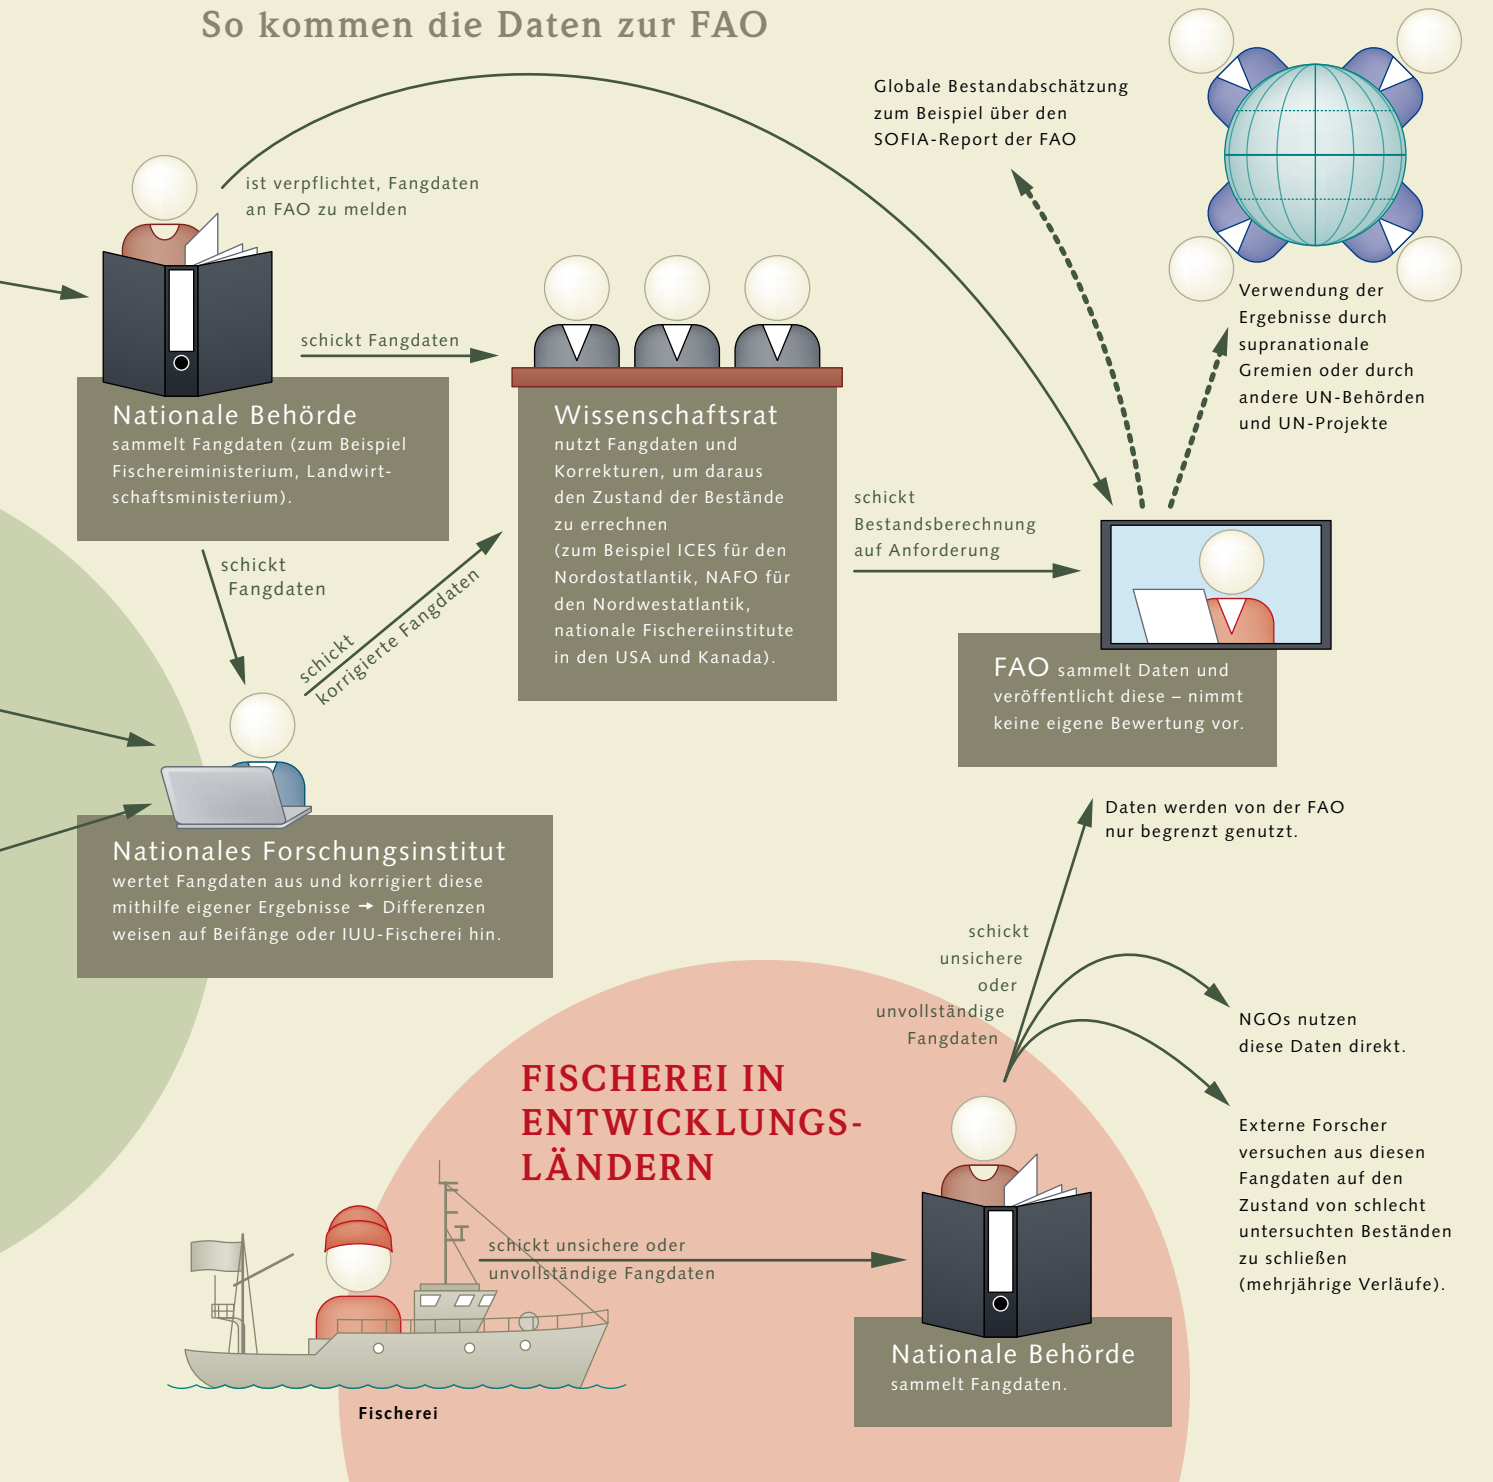 So kommen die Daten zur FAO
Globale Bestandabschätzung
zum Beispiel über den
SOFIA-Report der FAO
ist verpflichtet, Fangdaten
an FAO zu melden
Verwendung der
Ergebnisse durch
supranationale
Gremien oder durch
andere UN-Behörden
und UN-Projekte
schickt Fangdaten
Nationale Behörde
sammelt Fangdaten (zum Beispiel
Fischereiministerium, Landwirt-
schaftsministerium).
Wissenschaftsrat
nutzt Fangdaten und
Korrekturen, um daraus
den Zustand der Bestände
zu errechnen
(zum Beispiel ICES für den
Nordostatlantik, NAFO für
den Nordwestatlantik,
nationale Fischereiinstitute
in den USA und Kanada).
schickt
Bestandsberechnung
auf Anforderung
schickt
Fangdaten
schickt
korrigierte Fangdaten
FAO sammelt Daten und
veröffentlicht diese – nimmt
keine eigene Bewertung vor.
Nationales Forschungsinstitut
wertet Fangdaten aus und korrigiert diese
mithilfe eigener Ergebnisse → Differenzen
weisen auf Beifänge oder IUU-Fischerei hin.
Daten werden von der FAO
nur begrenzt genutzt.
schickt
unsichere
oder
unvollständige
Fangdaten
NGOs nutzen
diese Daten direkt.
FISCHEREI IN
ENTWICKLUNGS-
LÄNDERN
Externe Forscher
versuchen aus diesen
Fangdaten auf den
Zustand von schlecht
untersuchten Beständen
zu schließen
(mehrjährige Verläufe).
schickt unsichere oder
unvollständige Fangdaten
Nationale Behörde
sammelt Fangdaten.
Fischerei